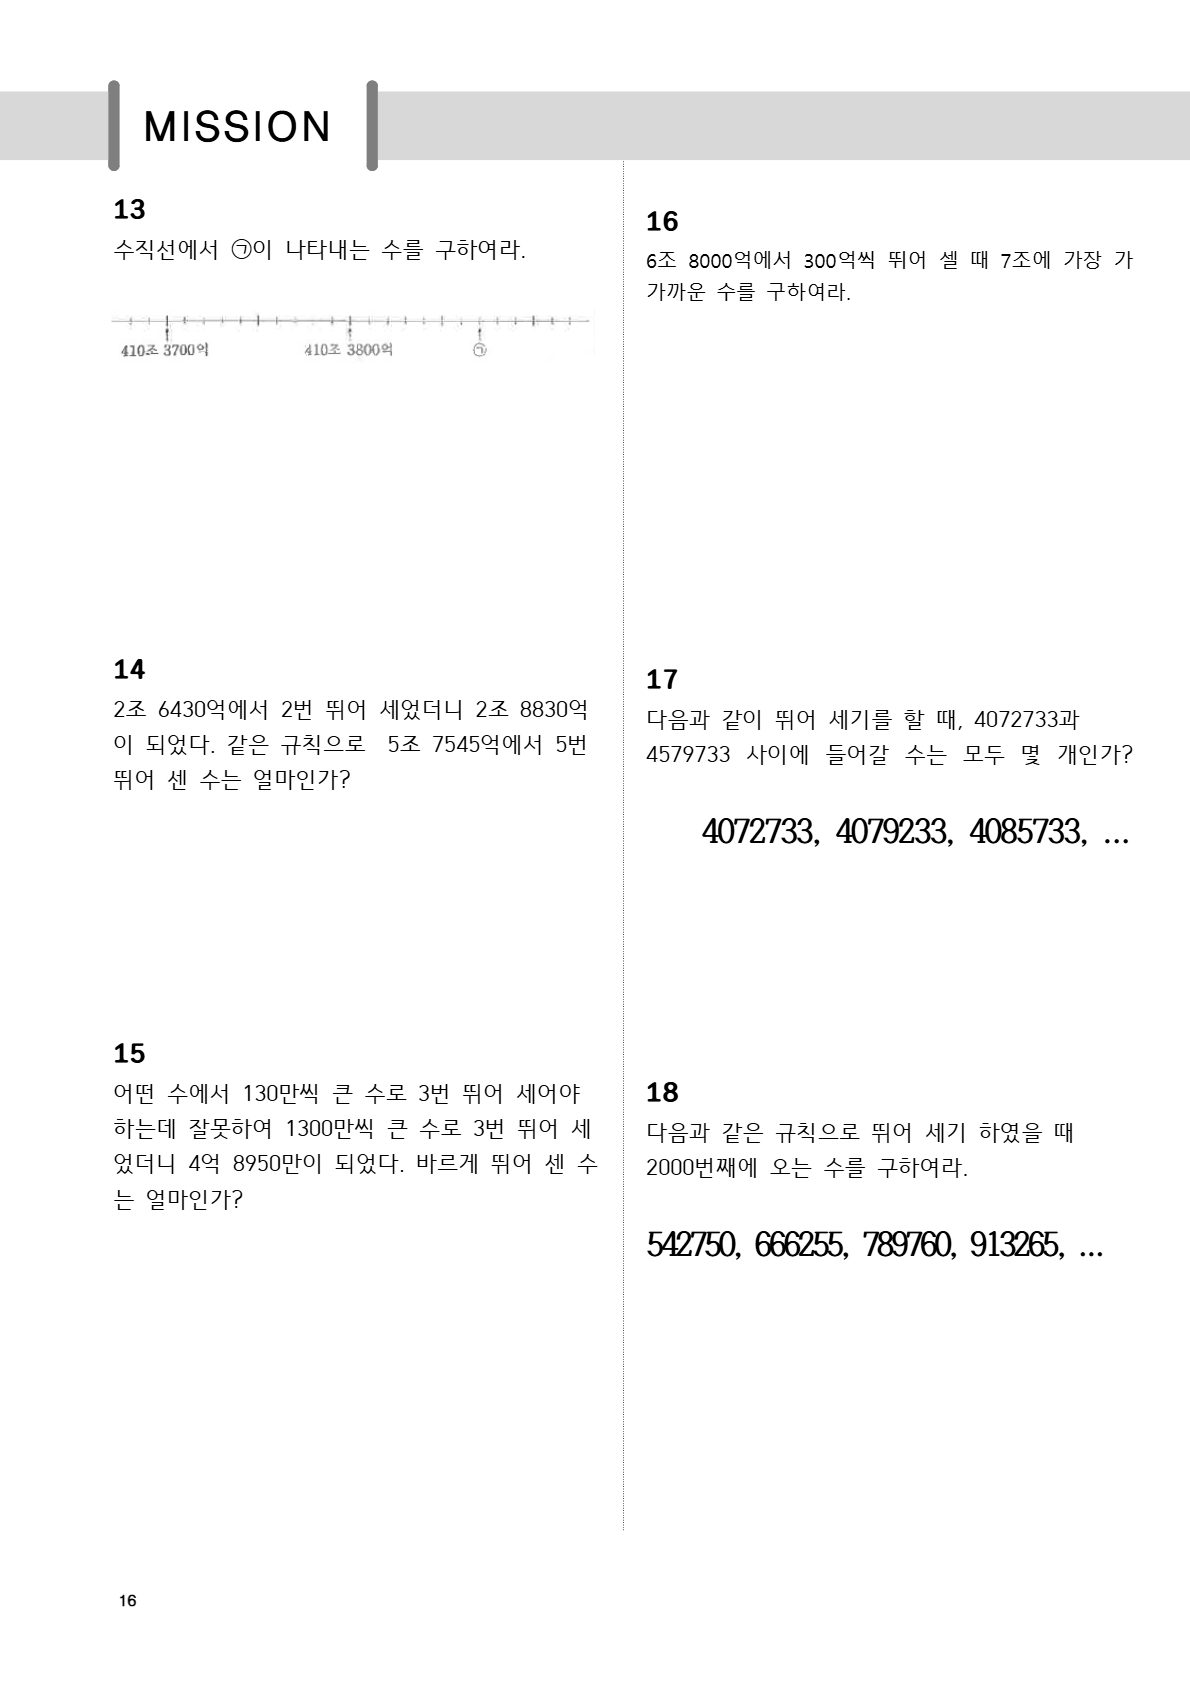 MISSION
13
수직선에서 ㉠이 나타내는 수를 구하여라.
410조 3700억 410조 3800억 ㉠
14
2조 6430억에서 2번 뛰어 세었더니 2조 8830억
이 되었다. 같은 규칙으로 5조 7545억에서 5번
뛰어 센 수는 얼마인가?
15
어떤 수에서 130만씩 큰 수로 3번 뛰어 세어야
하는데 잘못하여 1300만씩 큰 수로 3번 뛰어 세
었더니 4억 8950만이 되었다. 바르게 뛰어 센 수
는 얼마인가?
16
6조 8000억에서 300억씩 뛰어 셀 때 7조에 가장 가
가까운 수를 구하여라.
17
다음과 같이 뛰어 세기를 할 때, 4072733과
4579733 사이에 들어갈 수는 모두 몇 개인가?
4072733, 4079233, 4085733, ...
18
다음과 같은 규칙으로 뛰어 세기 하였을 때
2000번째에 오는 수를 구하여라.
542750, 666255, 789760, 913265, ...
16